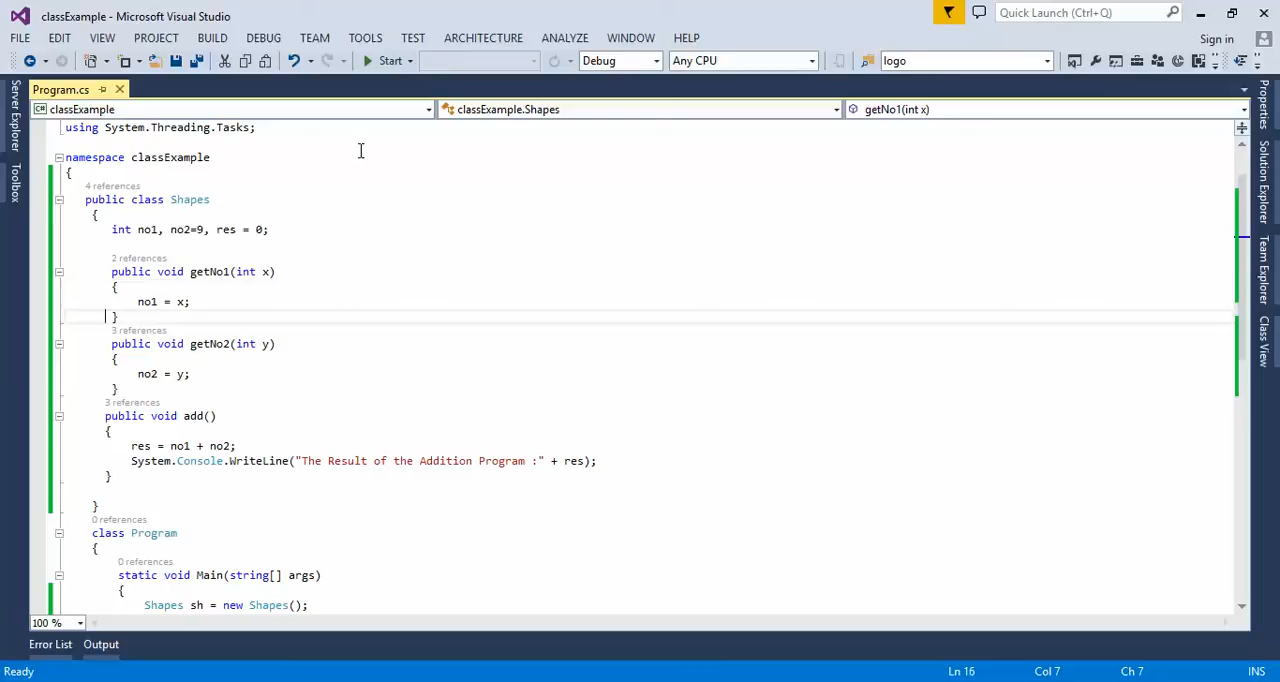 classExample - Microsoft Visual Studio
Quick Launch (Ctrl+Q)
FILE EDIT VIEW PROJECT BUILD DEBUG TEAM TOOLS TEST ARCHITECTURE ANALYZE WINDOW HELP
Sign in
Start Debug Any CPU logo
Program.cs
classExample classExample.Shapes getNo1(int x)
Server Explorer
Toolbox
using System.Threading.Tasks;
namespace classExample
{
4 references
public class Shapes
{
int no1, no2=9, res = 0;
2 references
public void getNo1(int x)
{
no1 = x;
}
3 references
public void getNo2(int y)
{
no2 = y;
}
3 references
public void add()
{
res = no1 + no2;
System.Console.WriteLine("The Result of the Addition Program :" + res);
}
}
0 references
class Program
{
0 references
static void Main(string[] args)
{
Shapes sh = new Shapes();
Properties
Solution Explorer
Team Explorer
Class View
100 %
Error List Output
Ready Ln 16 Col 7 Ch 7 INS